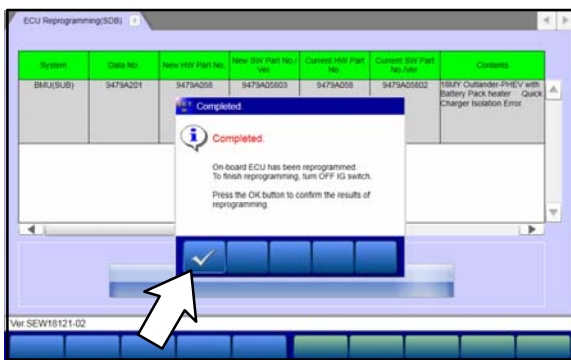 ECU Reprogramming(SDB)
System Data No. New HW Part No. New SW Part No./ Ver. Current HW Part No. Current SW Part No./Ver. Contents
BMU(SUB) 9479A201 9479A058 9479A05803 9479A058 9479A05802 18MY Outlander-PHEV with
Battery Pack heater Quick
Charger Isolation Error.
Completed
Completed.
On-board ECU has been reprogrammed.
To finish reprogramming, turn OFF IG switch.
Press the OK button to confirm the results of
reprogramming.
Ver.SEW18121-02